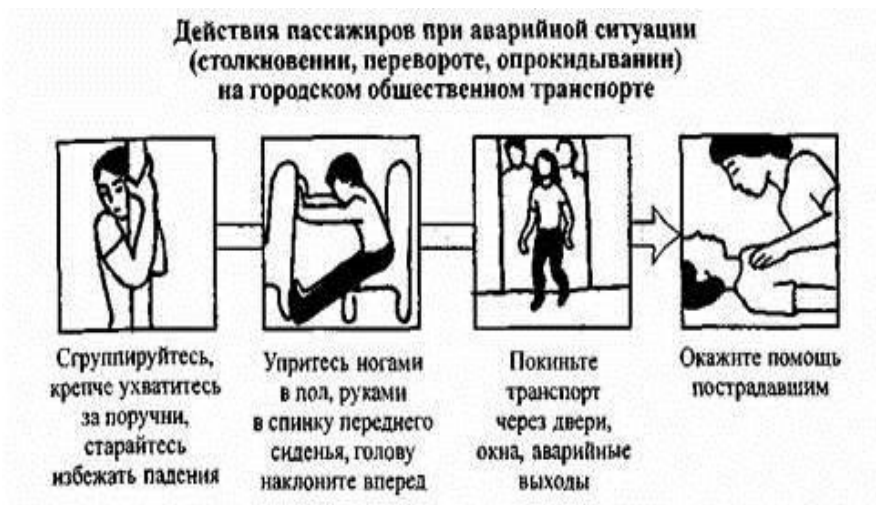 Действия пассажиров при аварийной ситуации
(столкновении, перевороте, опрокидывании)
на городском общественном транспорте
Сгруппируйтесь,
крепче ухватитесь
за поручни,
старайтесь
избежать падения
Упритесь ногами
в пол, руками
в спинку переднего
сиденья, голову
наклоните вперед
Покиньте
транспорт
через двери,
окна, аварийные
выходы
Окажите помощь
пострадавшим